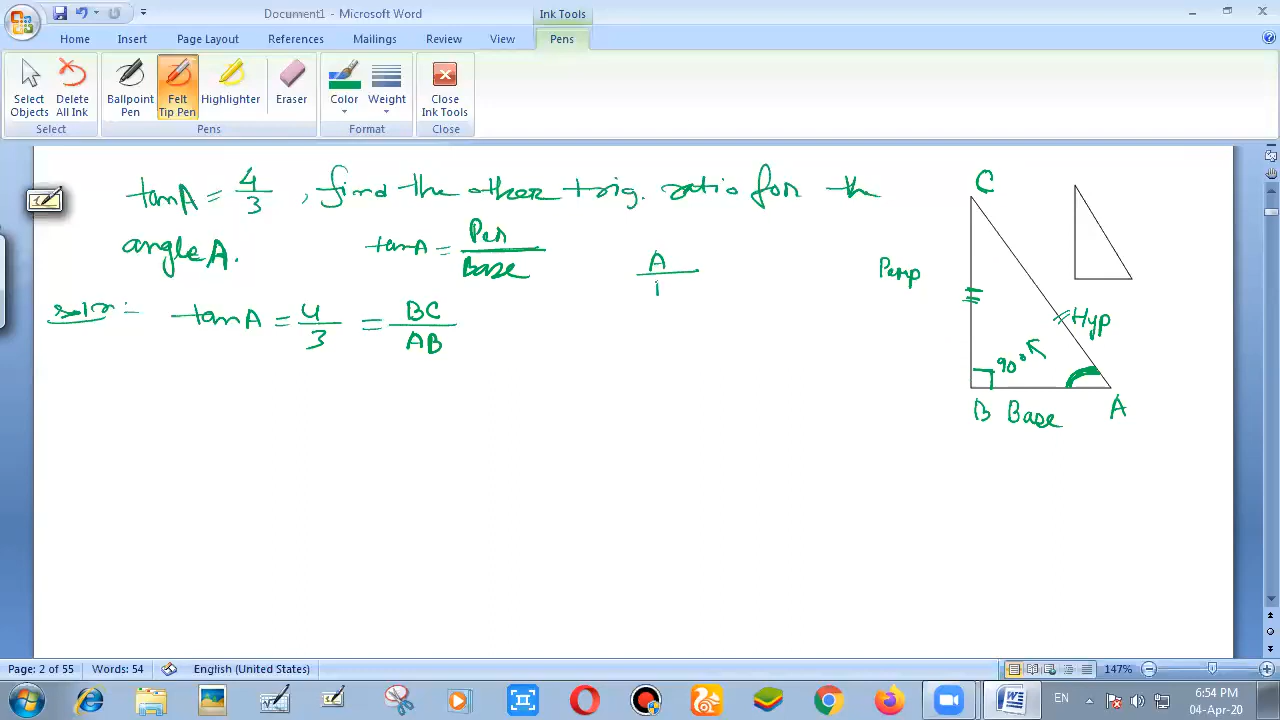 Document1 - Microsoft Word
Ink Tools
Home Insert Page Layout References Mailings Review View Pens
Select Objects
Delete All Ink
Ballpoint Pen
Felt Tip Pen
Highlighter
Eraser
Color
Weight
Close Ink Tools
Select Pens Format Close
tanA = 4/3 , find the other trig. ratio for the
angle A.
tanA = Per/Base
A
1
soln :- tanA = 4/3 = BC/AB
C
Perp
Hyp
90°
B Base A
Page: 2 of 55 Words: 54 English (United States) 147%
EN 6:54 PM
04-Apr-20